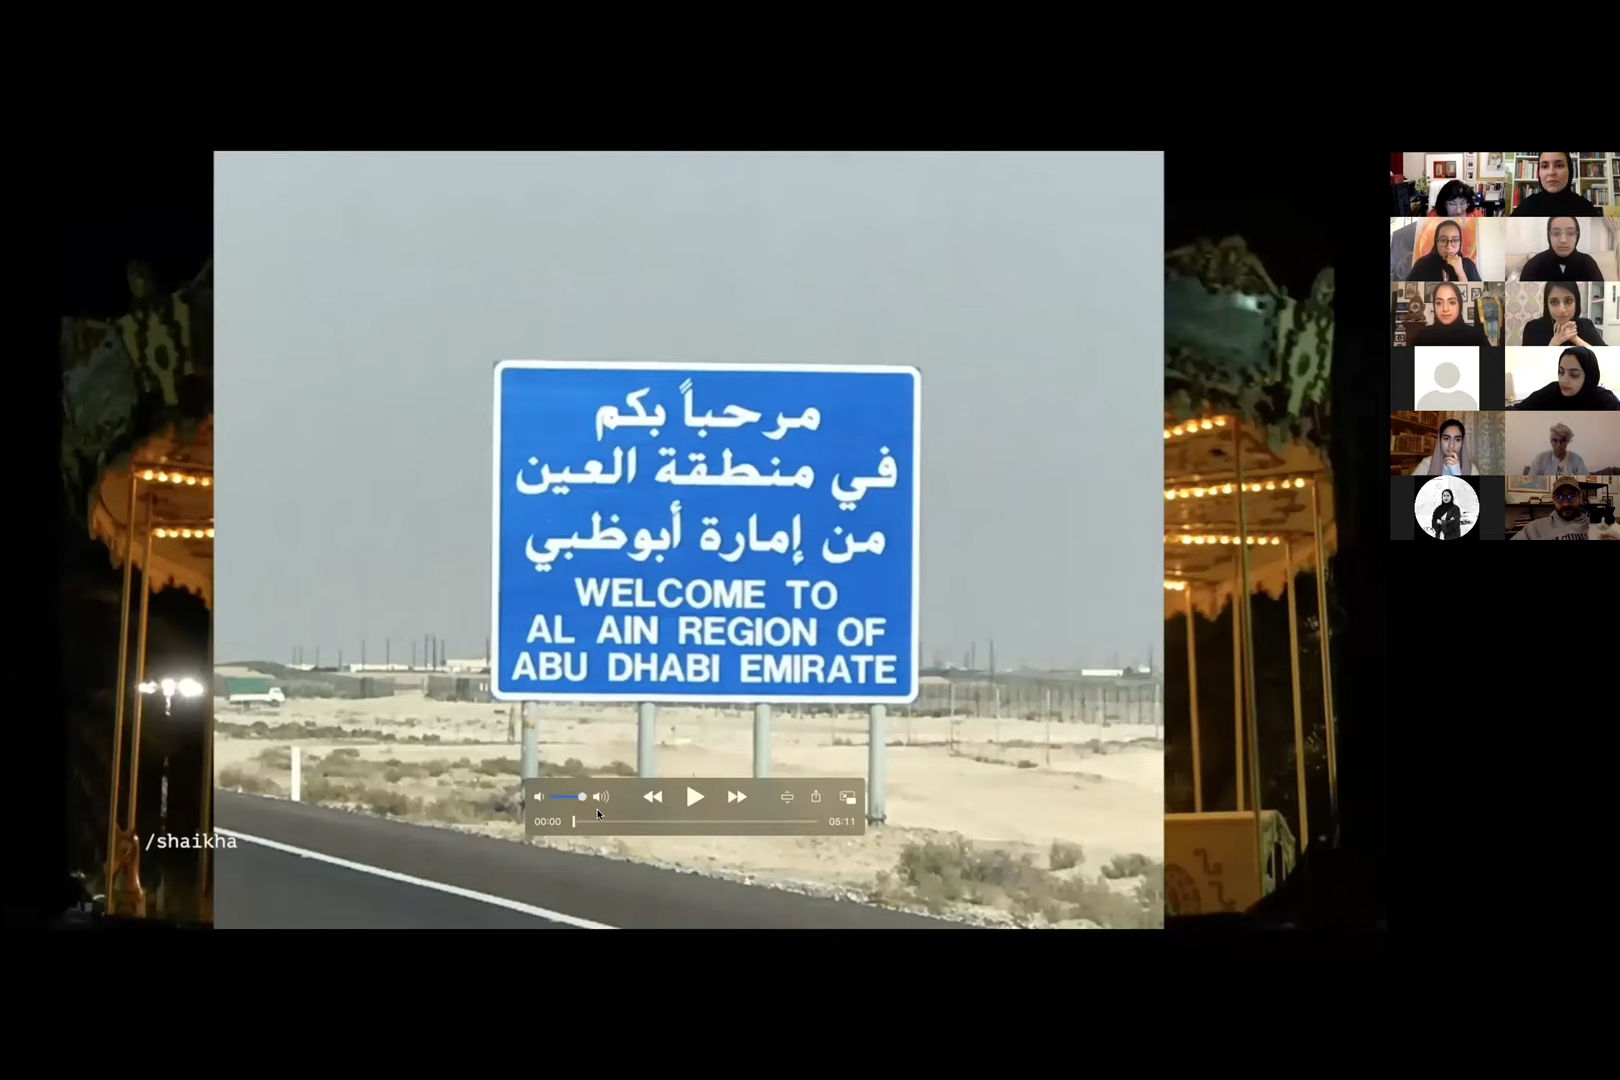 مرحباً بكم
في منطقة العين
من إمارة أبوظبي
WELCOME TO
AL AIN REGION OF
ABU DHABI EMIRATE
00:00
05:11
/shaikha